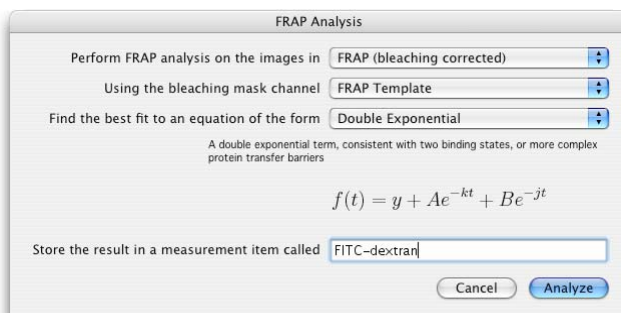 FRAP Analysis
Perform FRAP analysis on the images in FRAP (bleaching corrected)
Using the bleaching mask channel FRAP Template
Find the best fit to an equation of the form Double Exponential
A double exponential term, consistent with two binding states, or more complex
protein transfer barriers
f(t) = y + Ae^{-kt} + Be^{-jt}
Store the result in a measurement item called FITC-dextran
Cancel Analyze